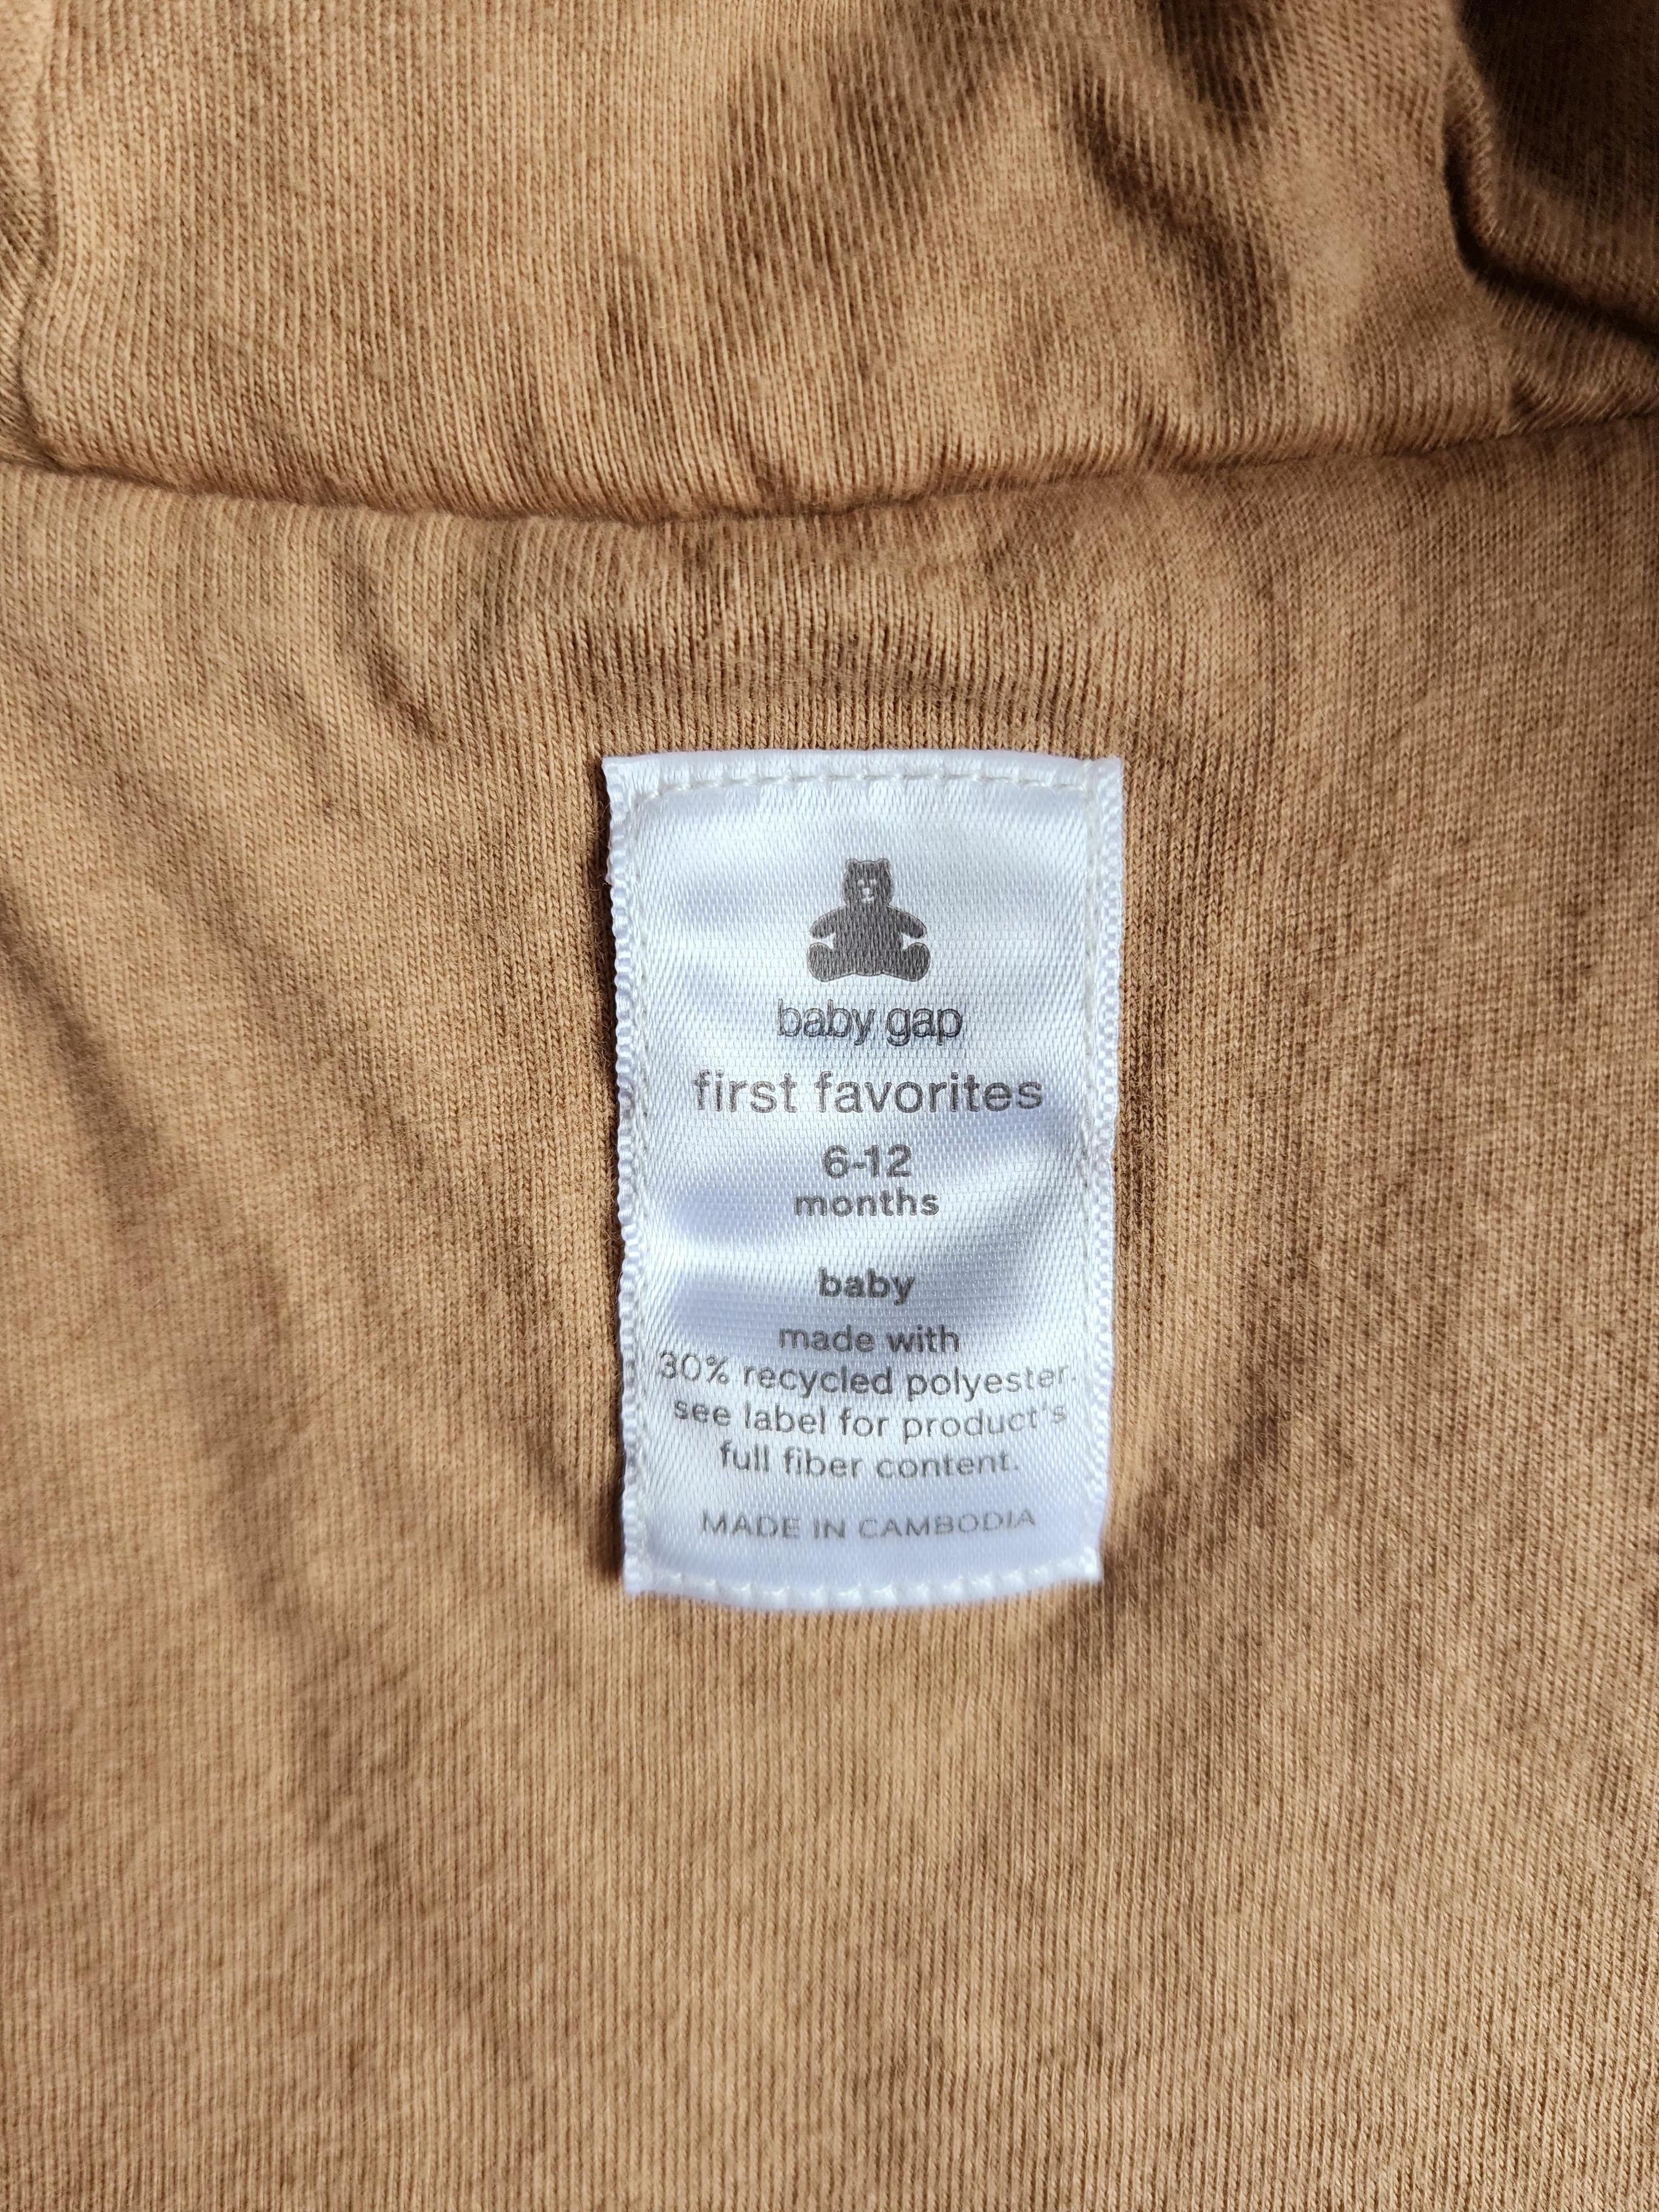 baby gap
first favorites
6-12
months
baby
made with
30% recycled polyester.
see label for product's
full fiber content.
MADE IN CAMBODIA